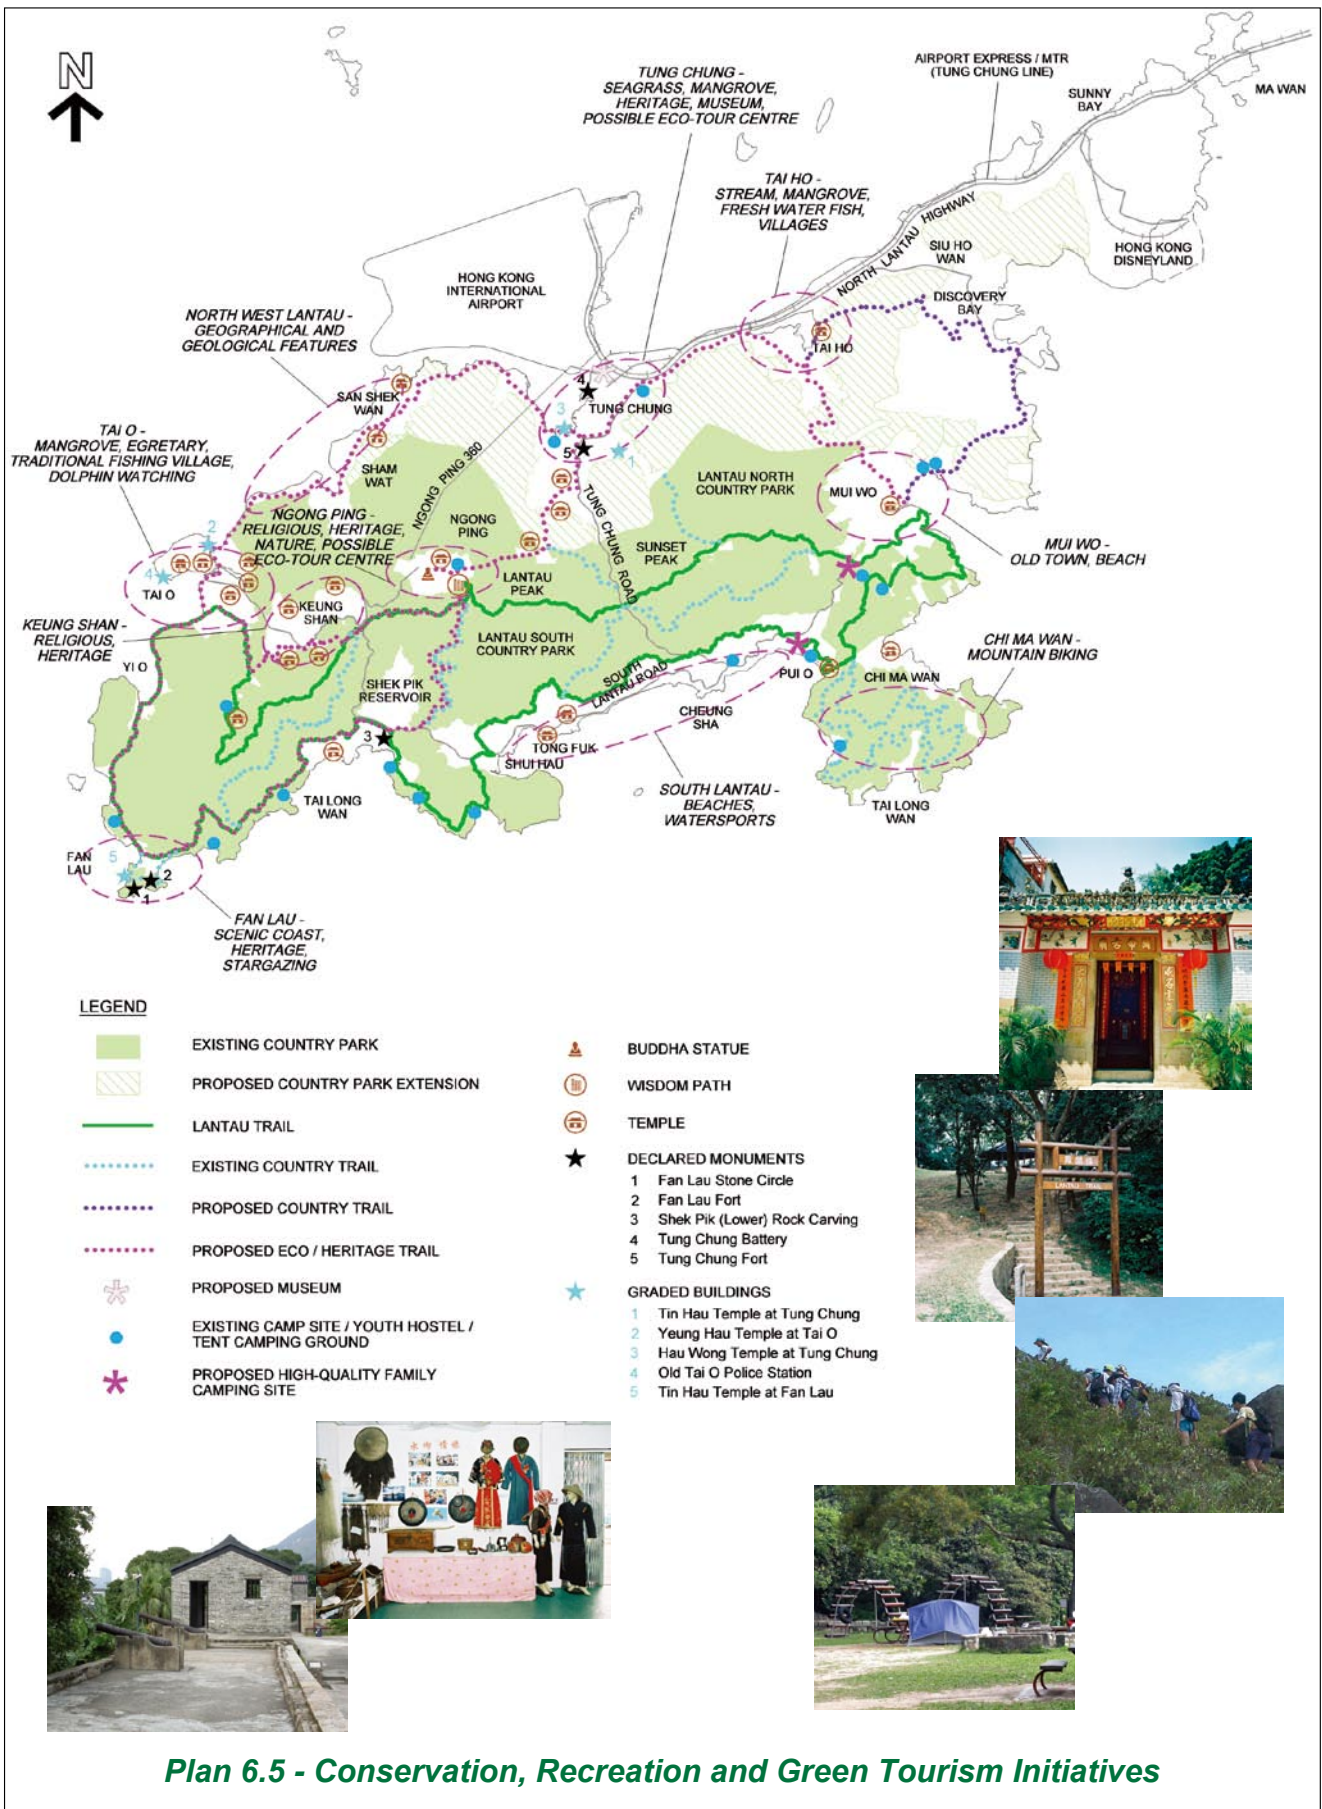 N
AIRPORT EXPRESS / MTR
(TUNG CHUNG LINE)
SUNNY
BAY
MA WAN
TUNG CHUNG -
SEAGRASS, MANGROVE,
HERITAGE, MUSEUM,
POSSIBLE ECO-TOUR CENTRE
TAI HO -
STREAM, MANGROVE,
FRESH WATER FISH,
VILLAGES
NORTH LANTAU HIGHWAY
SIU HO
WAN
HONG KONG
DISNEYLAND
HONG KONG
INTERNATIONAL
AIRPORT
DISCOVERY
BAY
NORTH WEST LANTAU -
GEOGRAPHICAL AND
GEOLOGICAL FEATURES
TAI HO
SAN SHEK
WAN
4
TUNG CHUNG
3
5
1
TAI O -
MANGROVE, EGRETARY,
TRADITIONAL FISHING VILLAGE,
DOLPHIN WATCHING
SHAM
WAT
NGONG PING 360
LANTAU NORTH
COUNTRY PARK
MUI WO
NGONG PING -
RELIGIOUS, HERITAGE,
NATURE, POSSIBLE
ECO-TOUR CENTRE
NGONG
PING
TUNG CHUNG ROAD
SUNSET
PEAK
MUI WO -
OLD TOWN, BEACH
2
4
TAI O
LANTAU
PEAK
KEUNG
SHAN
KEUNG SHAN -
RELIGIOUS,
HERITAGE
LANTAU SOUTH
COUNTRY PARK
CHI MA WAN -
MOUNTAIN BIKING
YI O
SHEK PIK
RESERVOIR
SOUTH
LANTAU ROAD
PUI O
CHI MA WAN
CHEUNG
SHA
3
TONG FUK
SHUI HAU
SOUTH LANTAU -
BEACHES,
WATERSPORTS
TAI LONG
WAN
TAI LONG
WAN
FAN
LAU
5
2
1
FAN LAU -
SCENIC COAST,
HERITAGE,
STARGAZING
LEGEND
EXISTING COUNTRY PARK
PROPOSED COUNTRY PARK EXTENSION
LANTAU TRAIL
EXISTING COUNTRY TRAIL
PROPOSED COUNTRY TRAIL
PROPOSED ECO / HERITAGE TRAIL
PROPOSED MUSEUM
EXISTING CAMP SITE / YOUTH HOSTEL /
TENT CAMPING GROUND
PROPOSED HIGH-QUALITY FAMILY
CAMPING SITE
BUDDHA STATUE
WISDOM PATH
TEMPLE
DECLARED MONUMENTS
1 Fan Lau Stone Circle
2 Fan Lau Fort
3 Shek Pik (Lower) Rock Carving
4 Tung Chung Battery
5 Tung Chung Fort
GRADED BUILDINGS
1 Tin Hau Temple at Tung Chung
2 Yeung Hau Temple at Tai O
3 Hau Wong Temple at Tung Chung
4 Old Tai O Police Station
5 Tin Hau Temple at Fan Lau
LANTAU TRAIL
Plan 6.5 - Conservation, Recreation and Green Tourism Initiatives